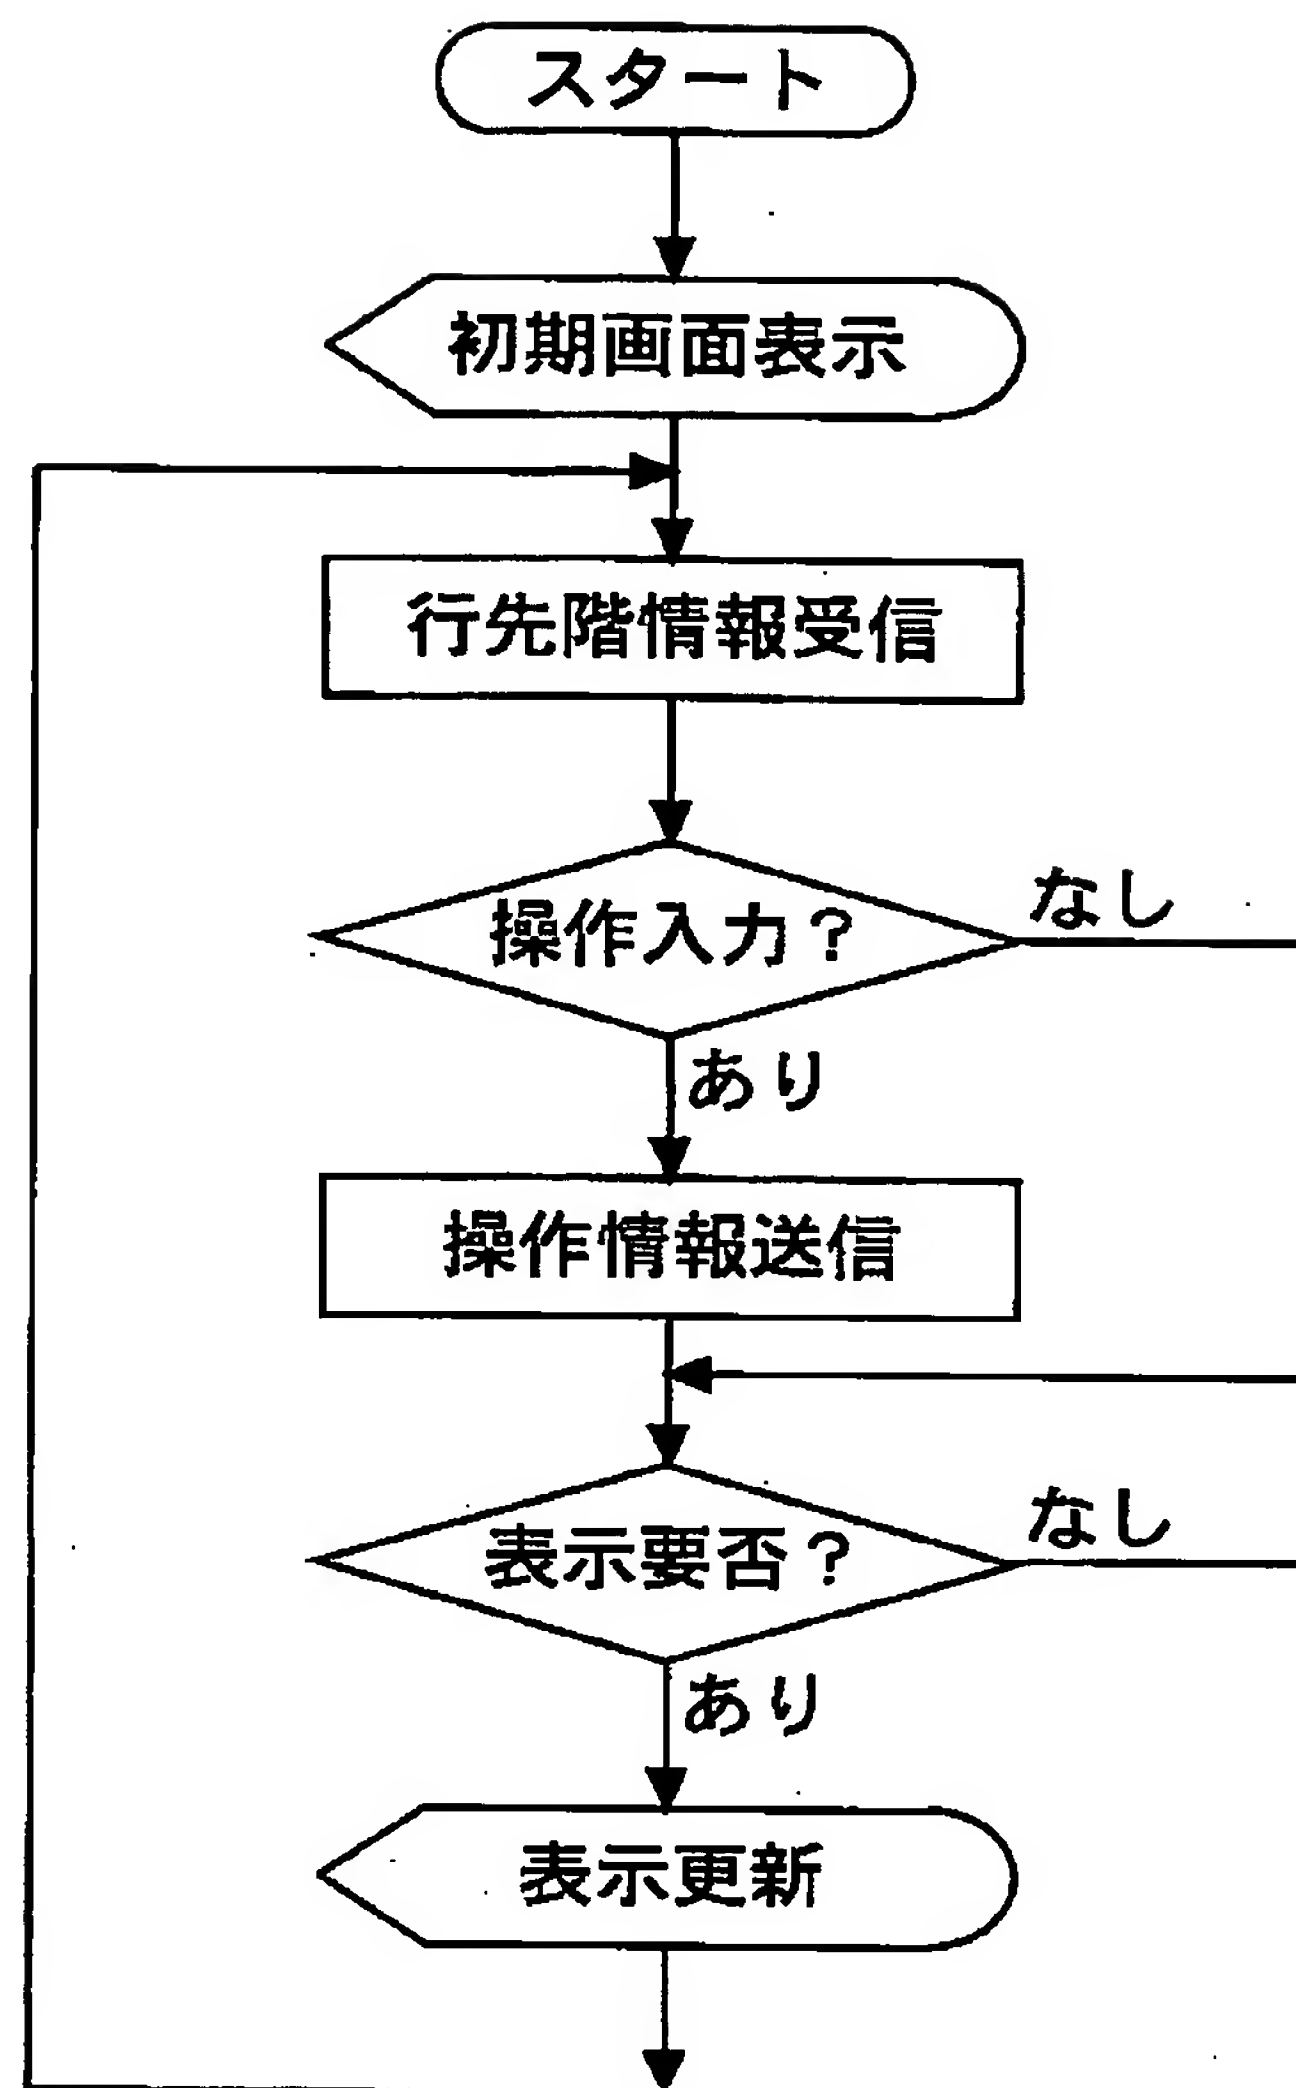 スタート
初期画面表示
行先階情報受信
操作入力?
なし
あり
操作情報送信
表示要否?
なし
あり
表示更新